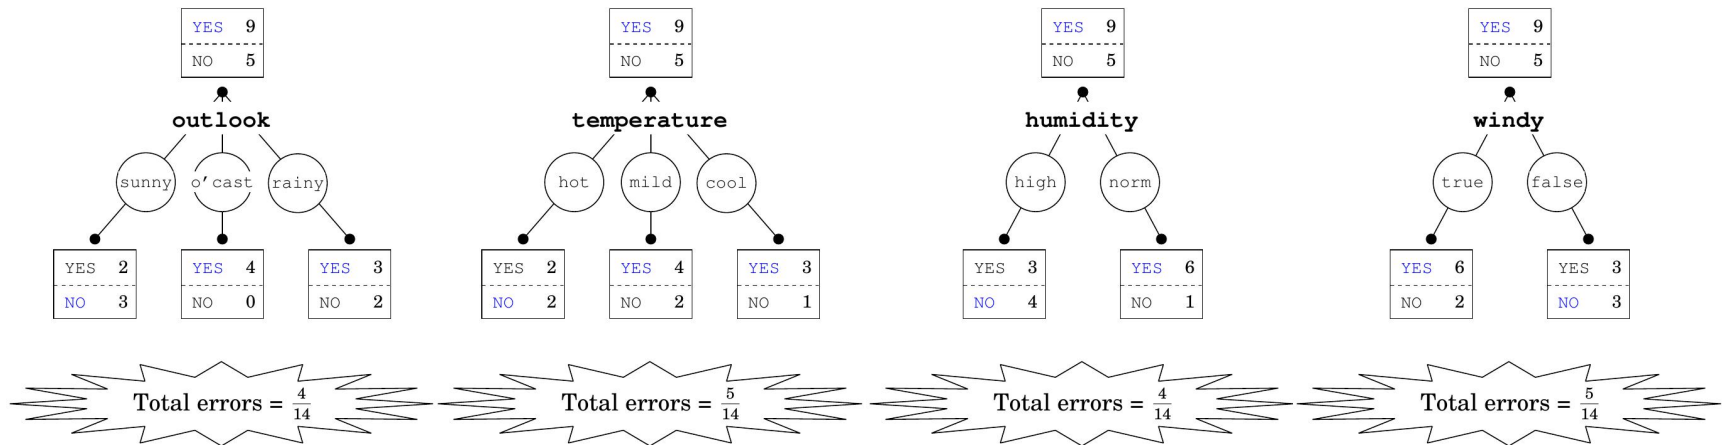 YES 9 YES 9 YES 9 YES 9
NO 5 NO 5 NO 5 NO 5
outlook temperature humidity windy
sunny o'cast rainy hot mild cool high norm true false
YES 2 YES 4 YES 3 YES 2 YES 4 YES 3 YES 3 YES 6 YES 6 YES 3
NO 3 NO 0 NO 2 NO 2 NO 2 NO 1 NO 4 NO 1 NO 2 NO 3
Total errors = 4/14 Total errors = 5/14 Total errors = 4/14 Total errors = 5/14